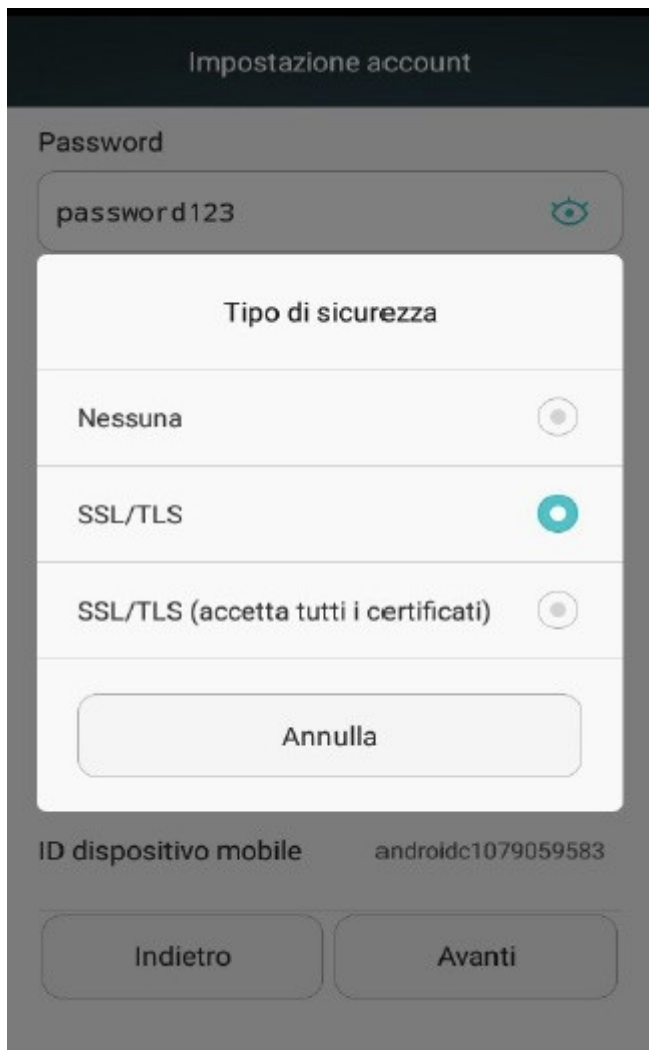 Impostazione account
Password
password123
Tipo di sicurezza
Nessuna
SSL/TLS
SSL/TLS (accetta tutti i certificati)
Annulla
ID dispositivo mobile androidc1079059583
Indietro Avanti